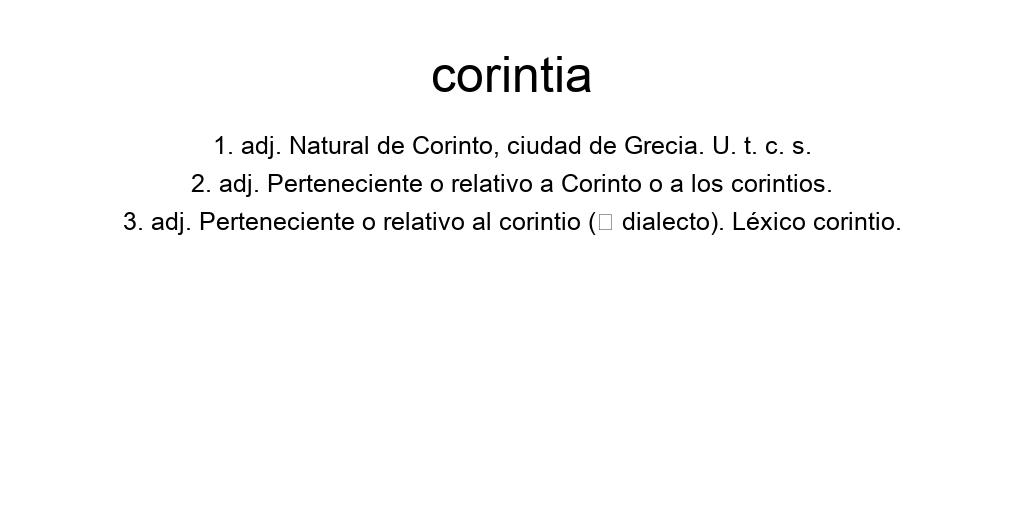 corintia
1. adj. Natural de Corinto, ciudad de Grecia. U. t. c. s.
2. adj. Perteneciente o relativo a Corinto o a los corintios.
3. adj. Perteneciente o relativo al corintio (□ dialecto). Léxico corintio.